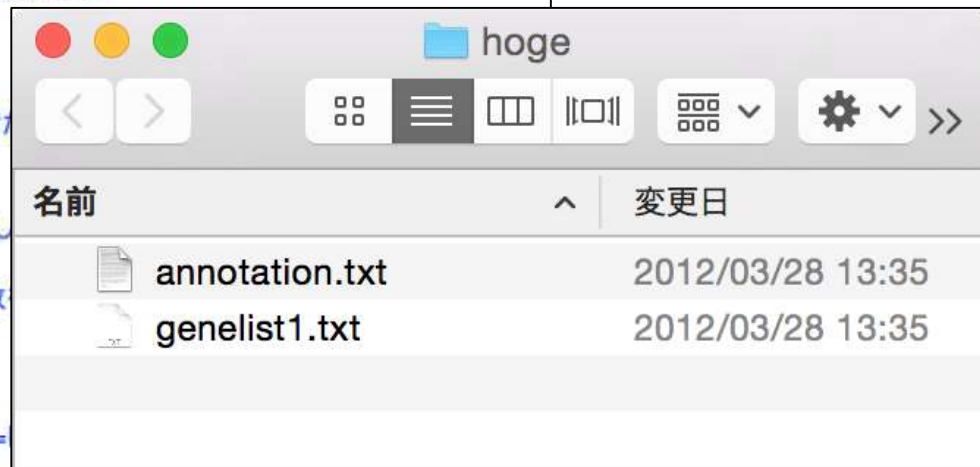 hoge
名前 変更日
annotation.txt 2012/03/28 13:35
genelist1.txt 2012/03/28 13:35